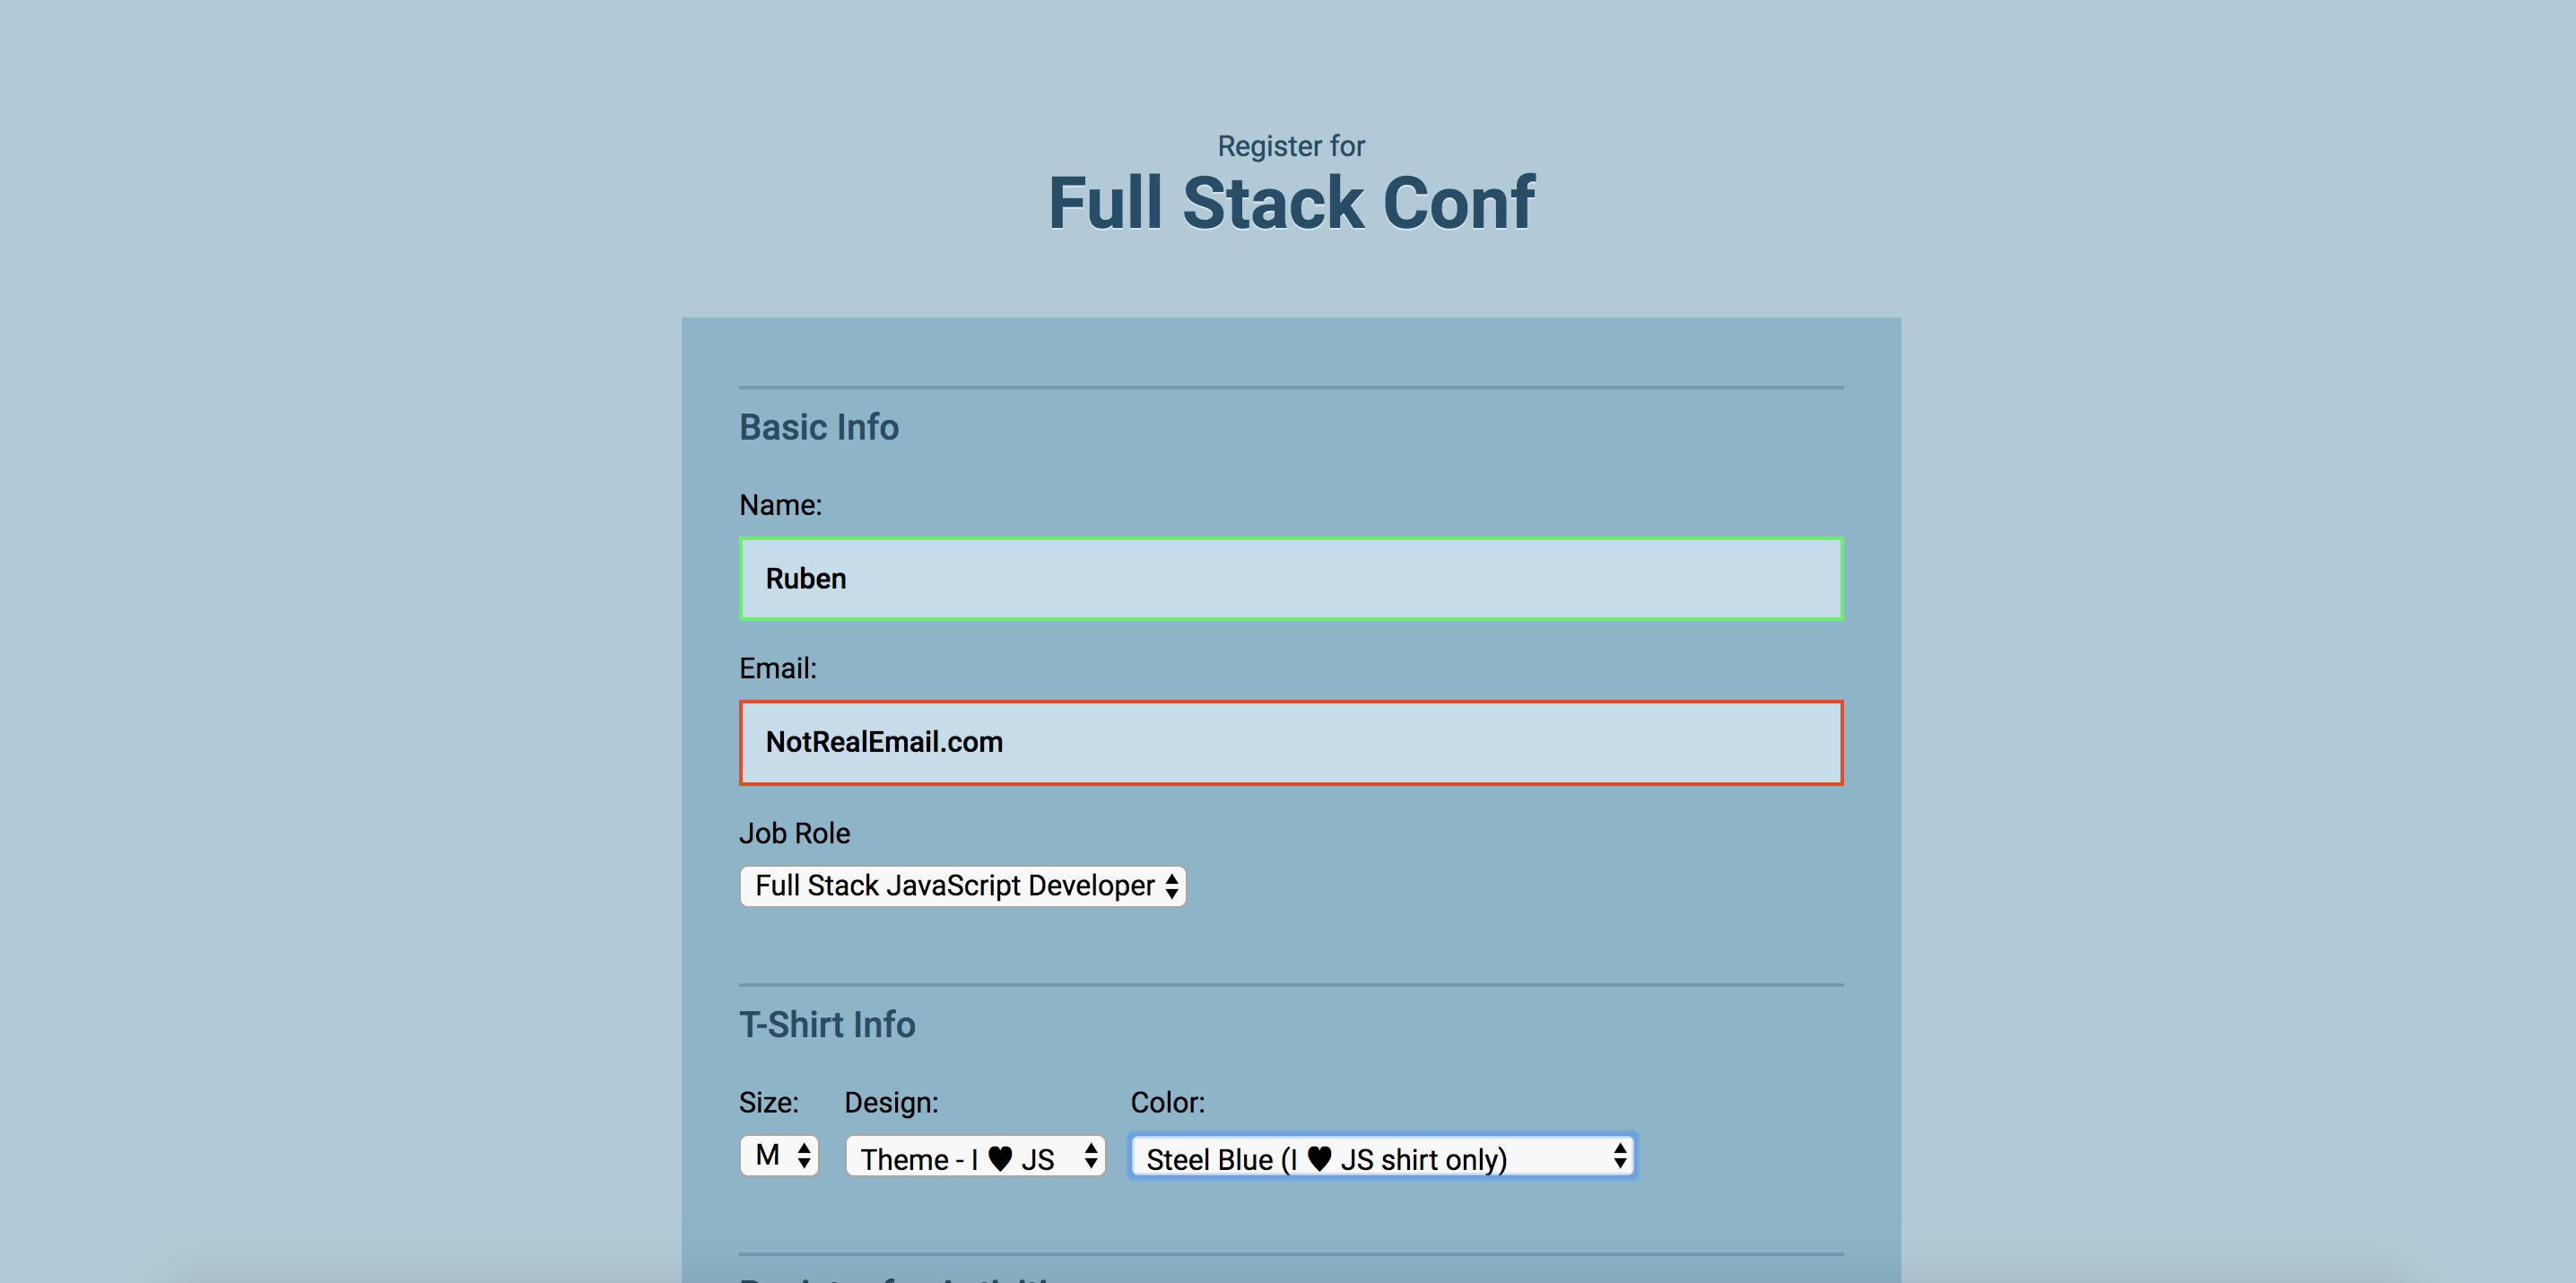 Register for
Full Stack Conf
Basic Info
Name:
Ruben
Email:
NotRealEmail.com
Job Role
Full Stack JavaScript Developer
T-Shirt Info
Size: Design: Color:
M Theme - I ♥ JS Steel Blue (I ♥ JS shirt only)